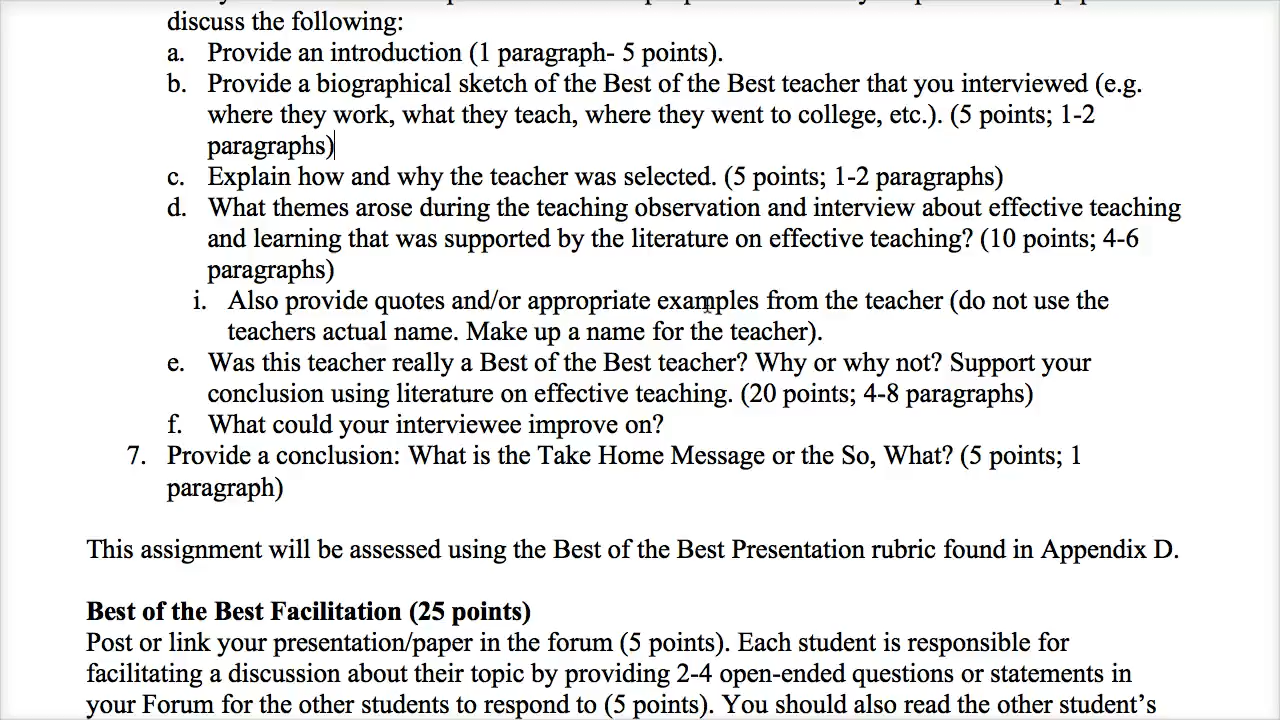 discuss the following:
a. Provide an introduction (1 paragraph- 5 points).
b. Provide a biographical sketch of the Best of the Best teacher that you interviewed (e.g.
where they work, what they teach, where they went to college, etc.). (5 points; 1-2
paragraphs)
c. Explain how and why the teacher was selected. (5 points; 1-2 paragraphs)
d. What themes arose during the teaching observation and interview about effective teaching
and learning that was supported by the literature on effective teaching? (10 points; 4-6
paragraphs)
i. Also provide quotes and/or appropriate examples from the teacher (do not use the
teachers actual name. Make up a name for the teacher).
e. Was this teacher really a Best of the Best teacher? Why or why not? Support your
conclusion using literature on effective teaching. (20 points; 4-8 paragraphs)
f. What could your interviewee improve on?
7. Provide a conclusion: What is the Take Home Message or the So, What? (5 points; 1
paragraph)
This assignment will be assessed using the Best of the Best Presentation rubric found in Appendix D.
Best of the Best Facilitation (25 points)
Post or link your presentation/paper in the forum (5 points). Each student is responsible for
facilitating a discussion about their topic by providing 2-4 open-ended questions or statements in
your Forum for the other students to respond to (5 points). You should also read the other student's